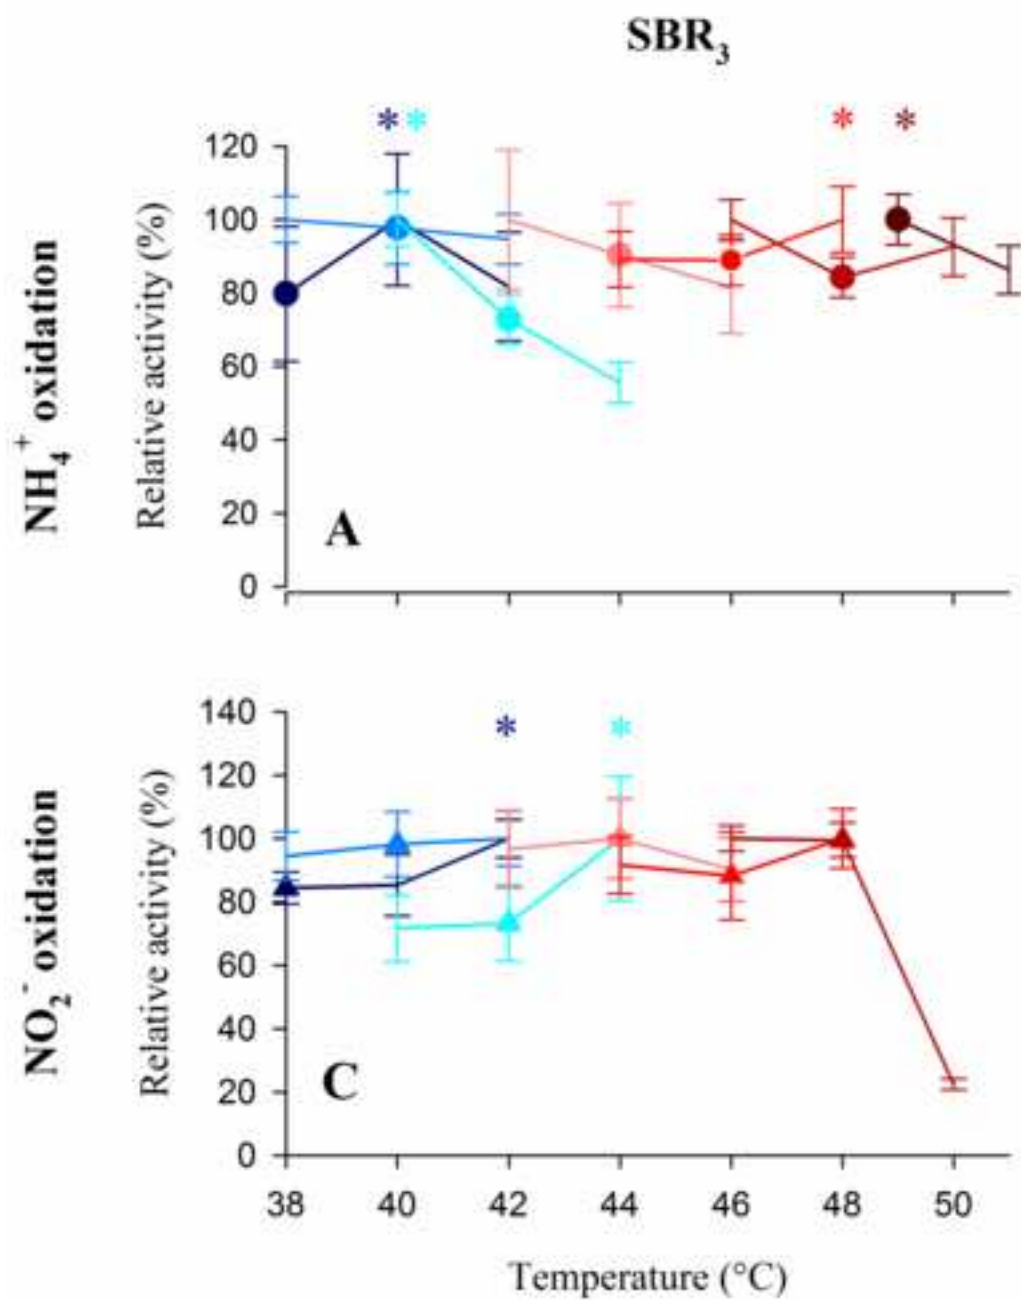 SBR₃
* * * *
NH₄⁺ oxidation
Relative activity (%)
120
100
80
60
40
20
0
A
NO₂⁻ oxidation
Relative activity (%)
140
120
100
80
60
40
20
0
* *
C
38 40 42 44 46 48 50
Temperature (°C)